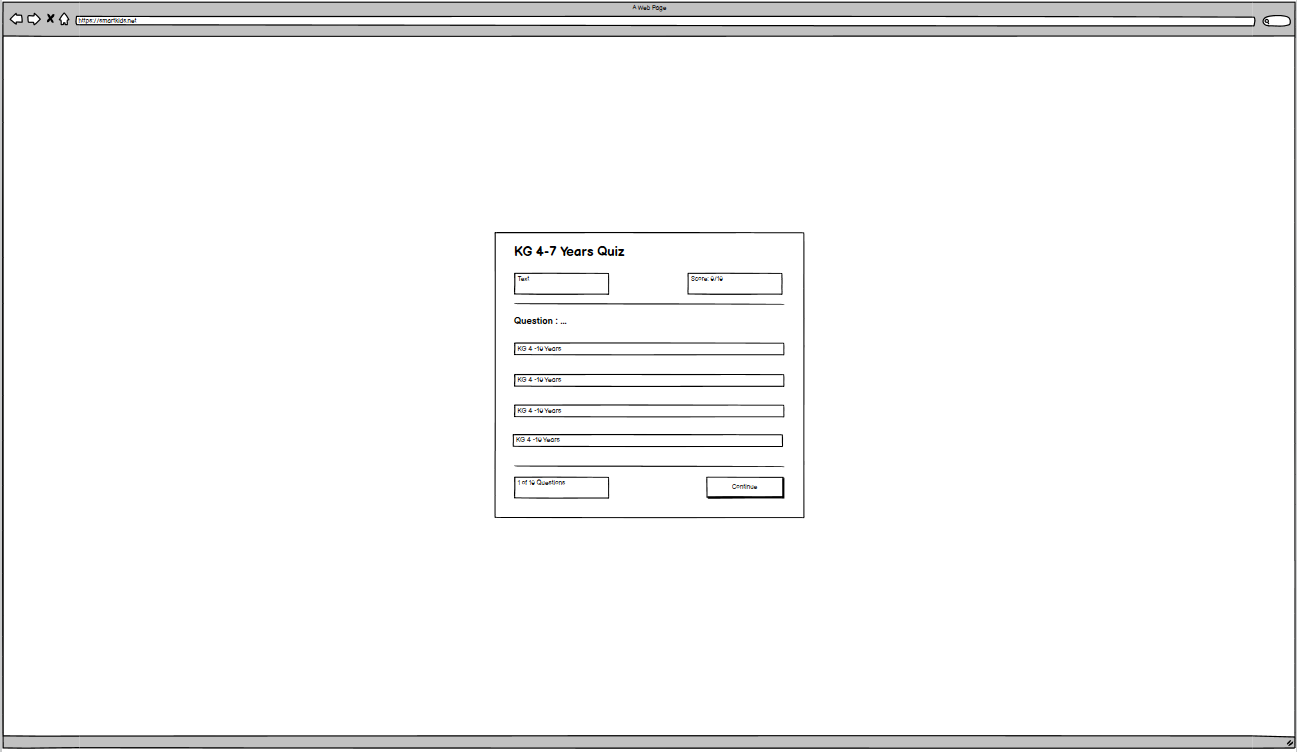 A Web Page
https://smartkids.net
KG 4-7 Years Quiz
Text
Score: 0/10
Question : ...
KG 4 -10 Years
KG 4 -10 Years
KG 4 -10 Years
KG 4 -10 Years
1 of 10 Questions
Continue